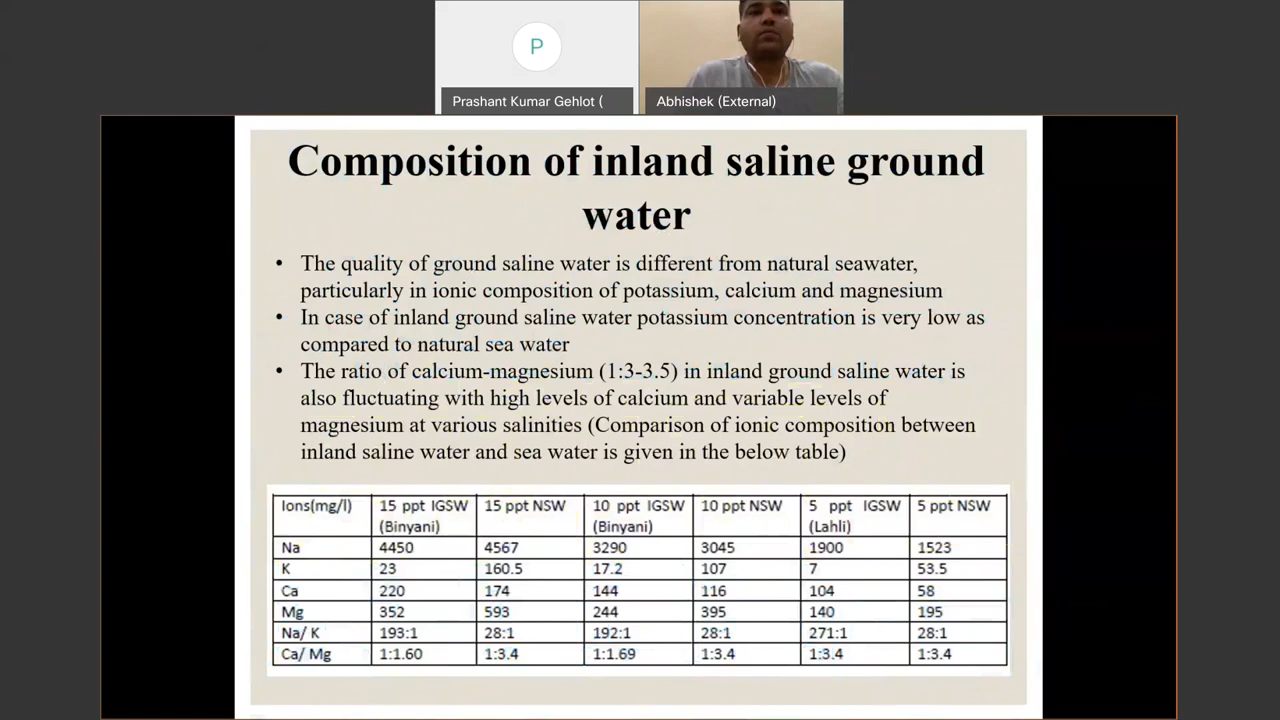 P
Prashant Kumar Gehlot (
Abhishek (External)
Composition of inland saline ground
water
• The quality of ground saline water is different from natural seawater,
particularly in ionic composition of potassium, calcium and magnesium
• In case of inland ground saline water potassium concentration is very low as
compared to natural sea water
• The ratio of calcium-magnesium (1:3-3.5) in inland ground saline water is
also fluctuating with high levels of calcium and variable levels of
magnesium at various salinities (Comparison of ionic composition between
inland saline water and sea water is given in the below table)
Ions(mg/l) 15 ppt IGSW 15 ppt NSW 10 ppt IGSW 10 ppt NSW 5 ppt IGSW 5 ppt NSW
(Binyani) (Binyani) (Lahli)
Na 4450 4567 3290 3045 1900 1523
K 23 160.5 17.2 107 7 53.5
Ca 220 174 144 116 104 58
Mg 352 593 244 395 140 195
Na/ K 193:1 28:1 192:1 28:1 271:1 28:1
Ca/ Mg 1:1.60 1:3.4 1:1.69 1:3.4 1:3.4 1:3.4